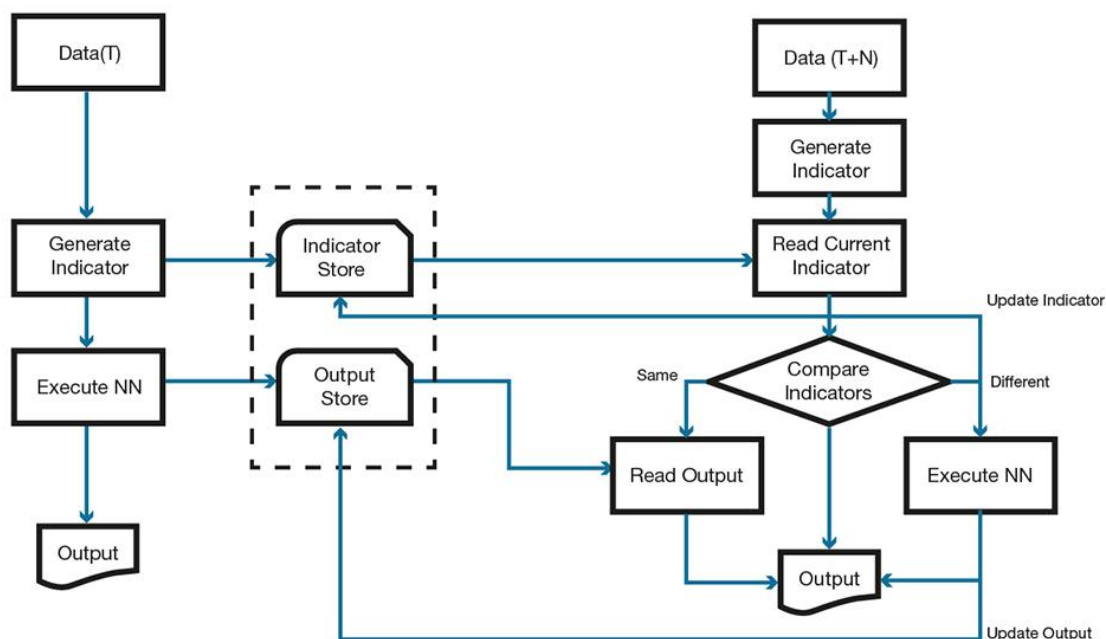 Data(T)
Data (T+N)
Generate
Indicator
Generate
Indicator
Indicator
Store
Read Current
Indicator
Update Indicator
Execute NN
Output
Store
Same
Compare
Indicators
Different
Read Output
Execute NN
Output
Output
Update Output